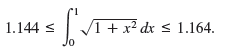 1.144 ≤ ∫₀¹ √(1 + x²) dx ≤ 1.164.